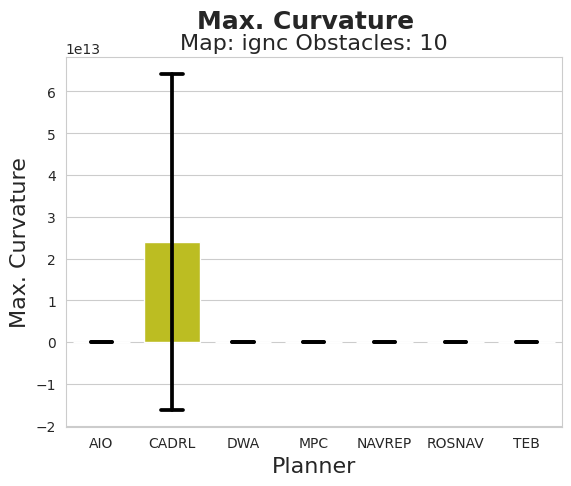 Max. Curvature
Map: ignc Obstacles: 10
1e13
6
5
4
3
2
1
0
−1
−2
Max. Curvature
AIO CADRL DWA MPC NAVREP ROSNAV TEB
Planner